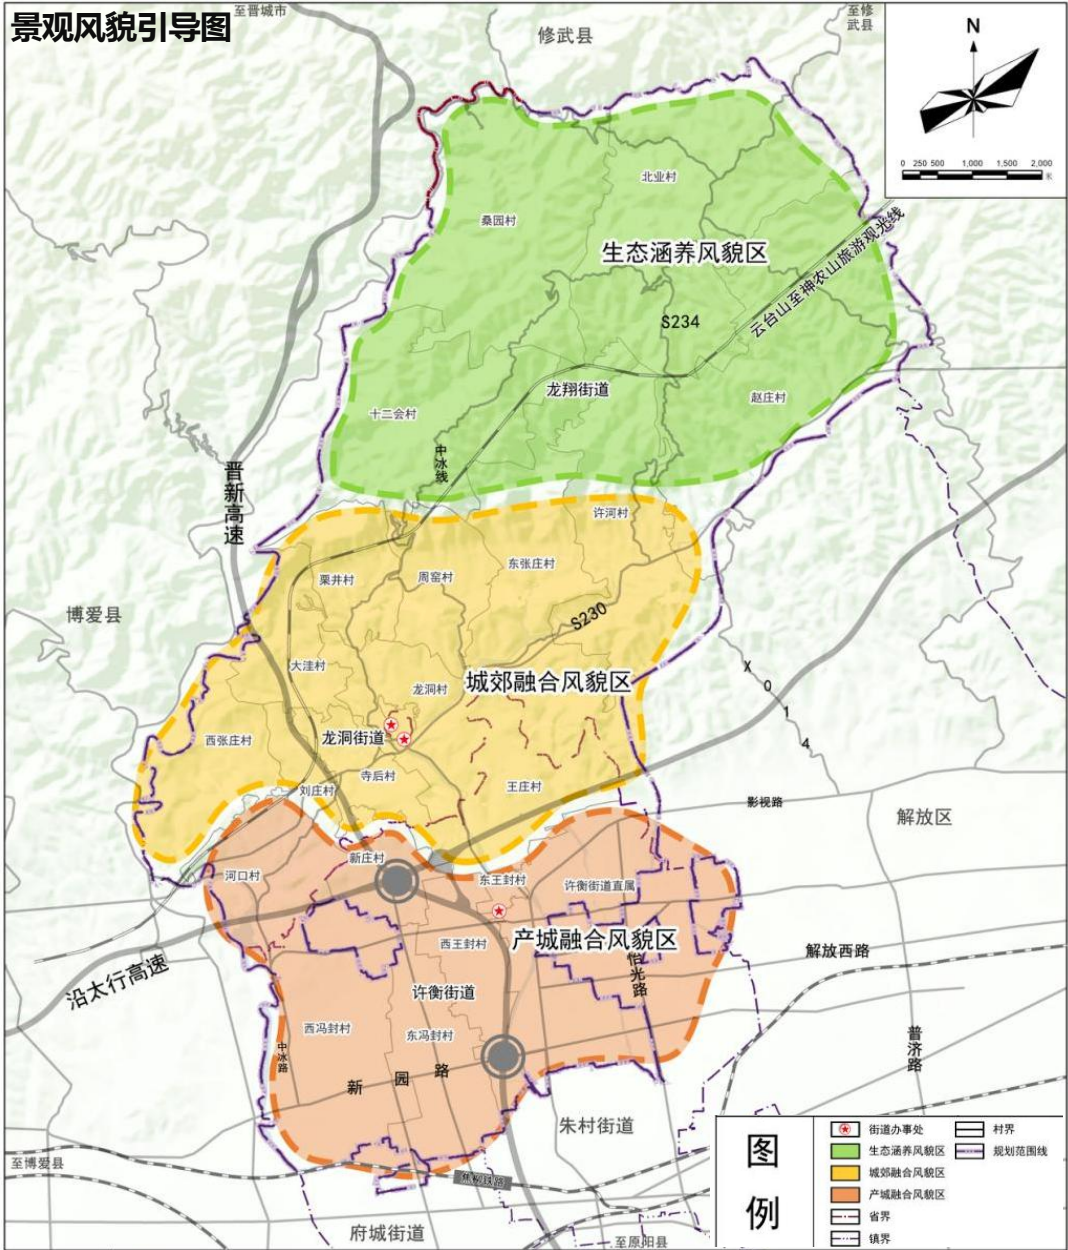 景观风貌引导图
至晋城市
修武县
至修
武县
N
0 250 500 1,000 1,500 2,000
米
北业村
桑园村
生态涵养风貌区
云台山至神农山旅游观光线
S234
龙翔街道
赵庄村
十二会村
中冰线
晋新高速
许河村
东张庄村
周窑村
栗井村
S230
博爱县
大洼村
龙洞村
城郊融合风貌区
X014
西张庄村
龙洞街道
寺后村
刘庄村
王庄村
影视路
解放区
新庄村
河口村
东王封村
许衡街道直属
西王封村
产城融合风貌区
怡光路
解放西路
沿太行高速
许衡街道
西冯封村
东冯封村
中冰路
新园路
普济路
朱村街道
至博爱县
府城街道
至原阳县
图例
街道办事处
村界
生态涵养风貌区
规划范围线
城郊融合风貌区
产城融合风貌区
省界
镇界